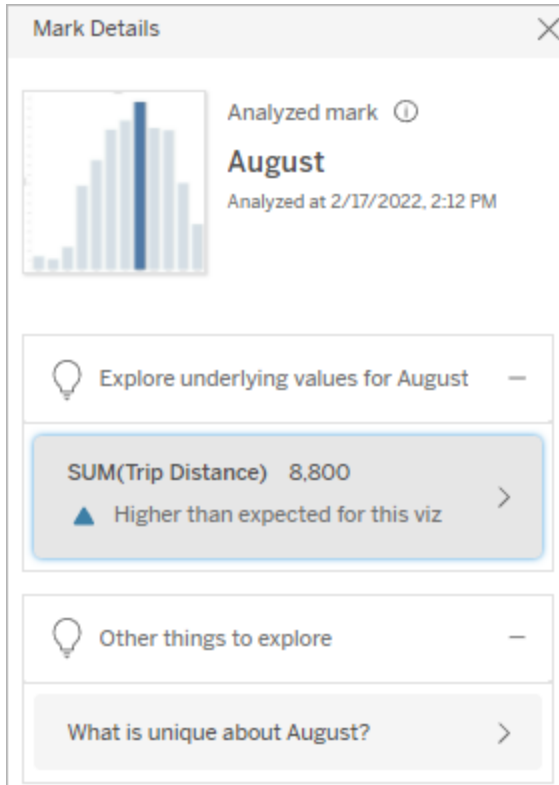 Mark Details
Analyzed mark
August
Analyzed at 2/17/2022, 2:12 PM
Explore underlying values for August
SUM(Trip Distance) 8,800
Higher than expected for this viz
Other things to explore
What is unique about August?